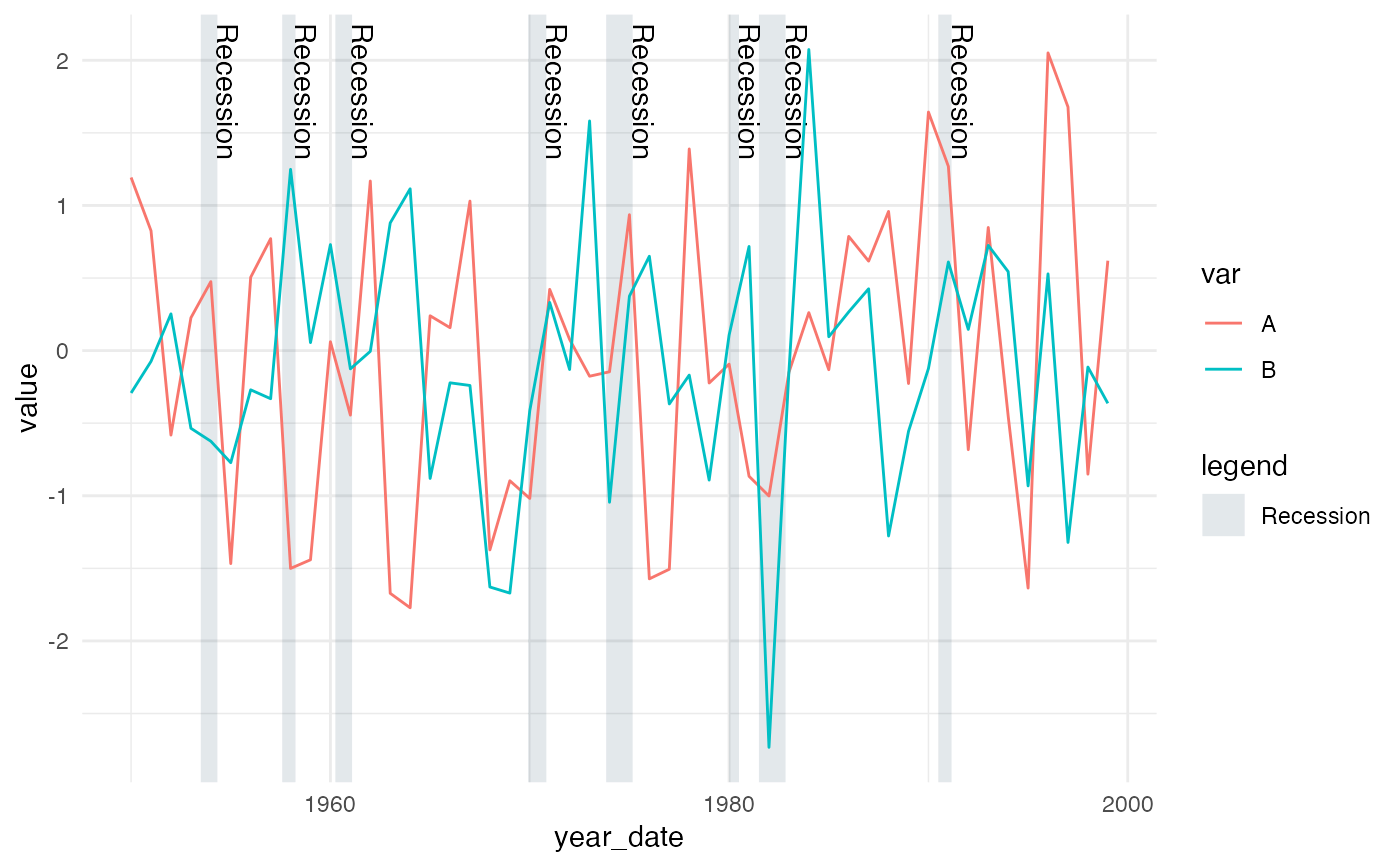 Recession
Recession
Recession
Recession
Recession
Recession
Recession
Recession
2
1
0
-1
-2
value
1960
1980
2000
year_date
var
A
B
legend
Recession